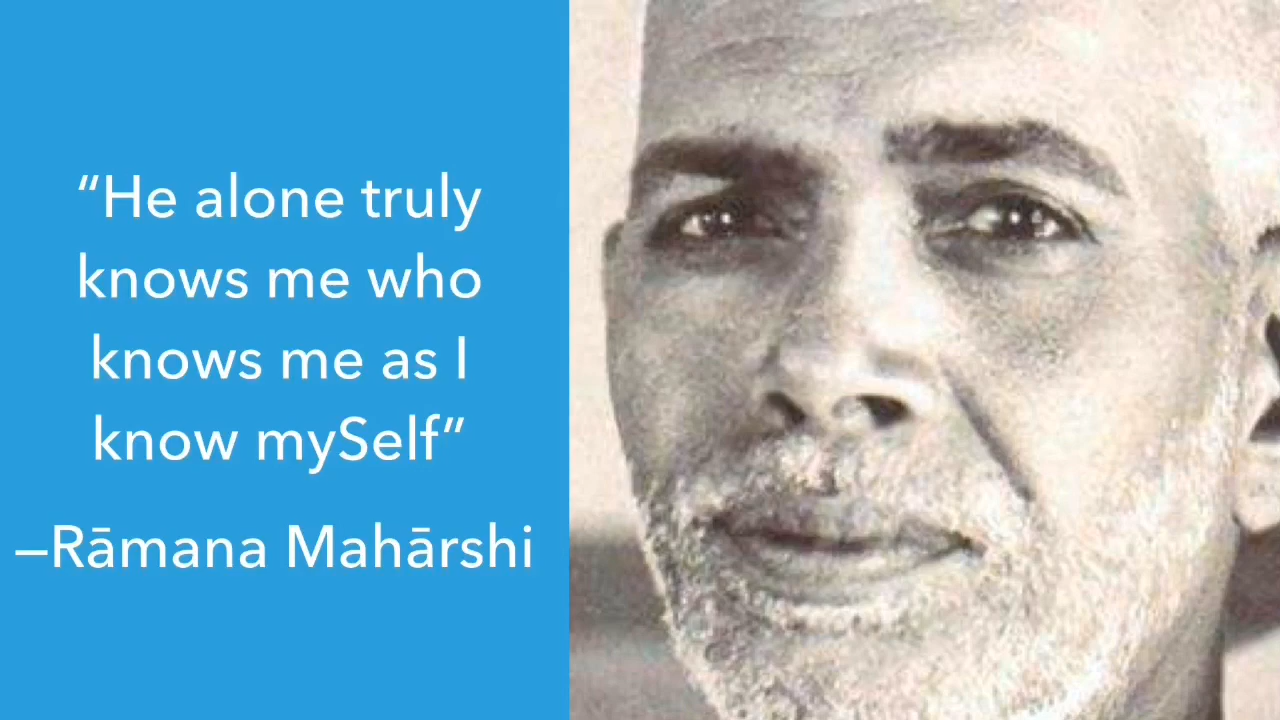 “He alone truly
knows me who
knows me as I
know mySelf”
–Rāmana Mahārshi